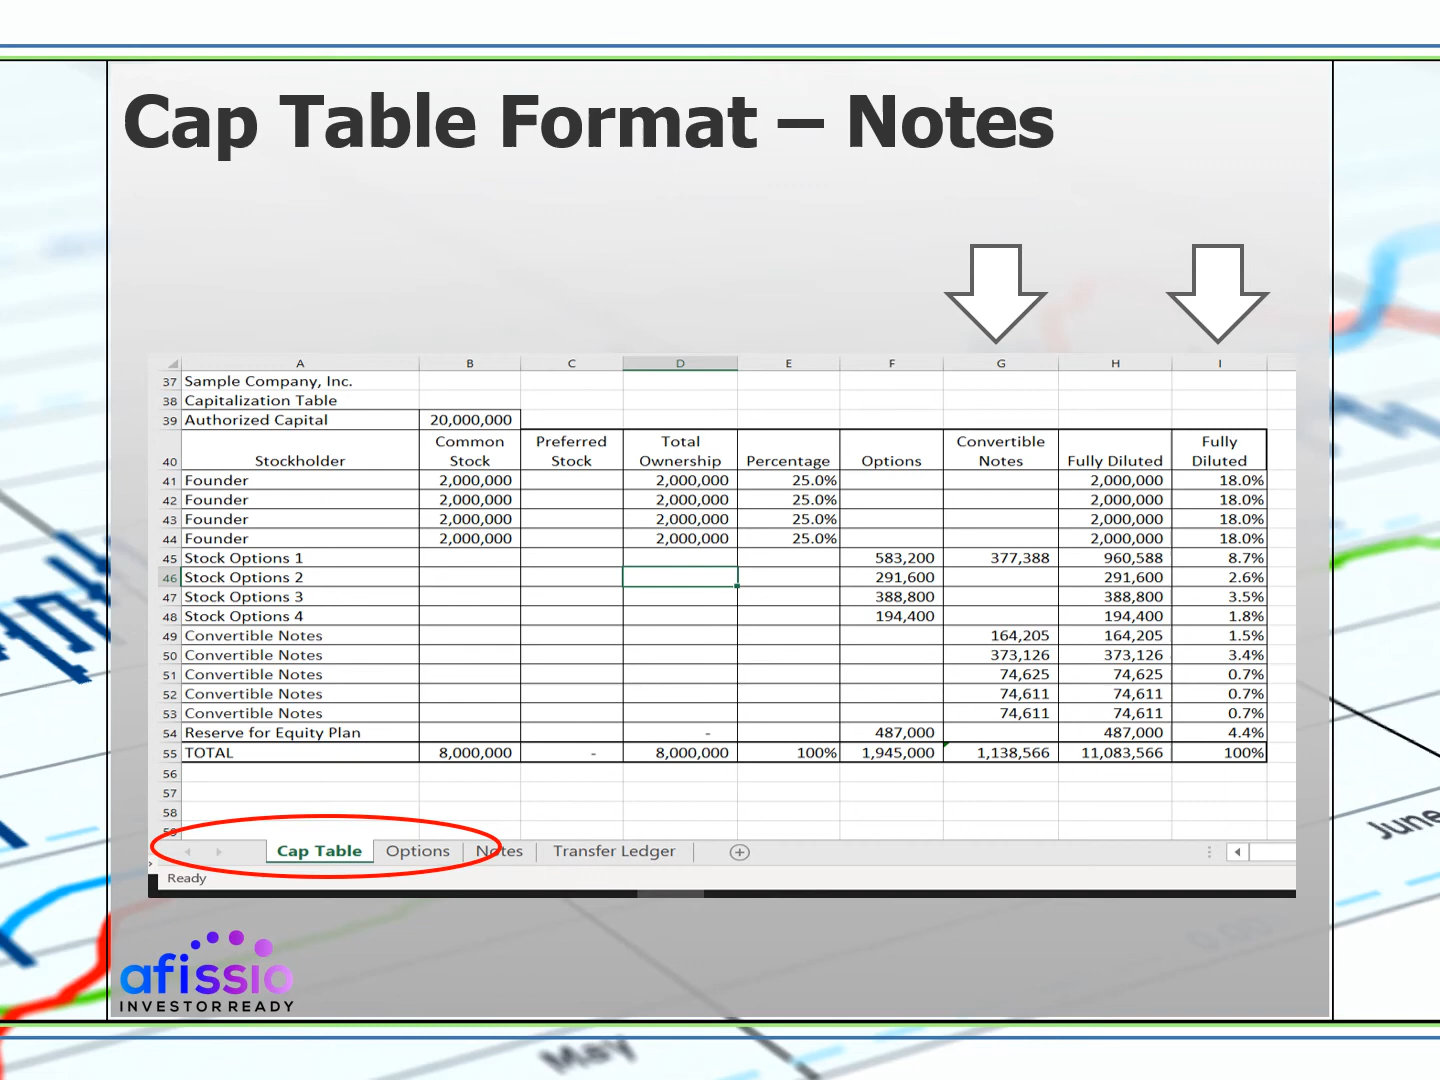 Cap Table Format – Notes
A B C D E F G H I
37 Sample Company, Inc.
38 Capitalization Table
39 Authorized Capital 20,000,000
40 Stockholder Common Stock Preferred Stock Total Ownership Percentage Options Convertible Notes Fully Diluted Fully Diluted
41 Founder 2,000,000 2,000,000 25.0% 2,000,000 18.0%
42 Founder 2,000,000 2,000,000 25.0% 2,000,000 18.0%
43 Founder 2,000,000 2,000,000 25.0% 2,000,000 18.0%
44 Founder 2,000,000 2,000,000 25.0% 2,000,000 18.0%
45 Stock Options 1 583,200 377,388 960,588 8.7%
46 Stock Options 2 291,600 291,600 2.6%
47 Stock Options 3 388,800 388,800 3.5%
48 Stock Options 4 194,400 194,400 1.8%
49 Convertible Notes 164,205 164,205 1.5%
50 Convertible Notes 373,126 373,126 3.4%
51 Convertible Notes 74,625 74,625 0.7%
52 Convertible Notes 74,611 74,611 0.7%
53 Convertible Notes 74,611 74,611 0.7%
54 Reserve for Equity Plan - 487,000 487,000 4.4%
55 TOTAL 8,000,000 - 8,000,000 100% 1,945,000 1,138,566 11,083,566 100%
56
57
58
59
Cap Table Options Notes Transfer Ledger
Ready
June
afissio
INVESTOR READY
May